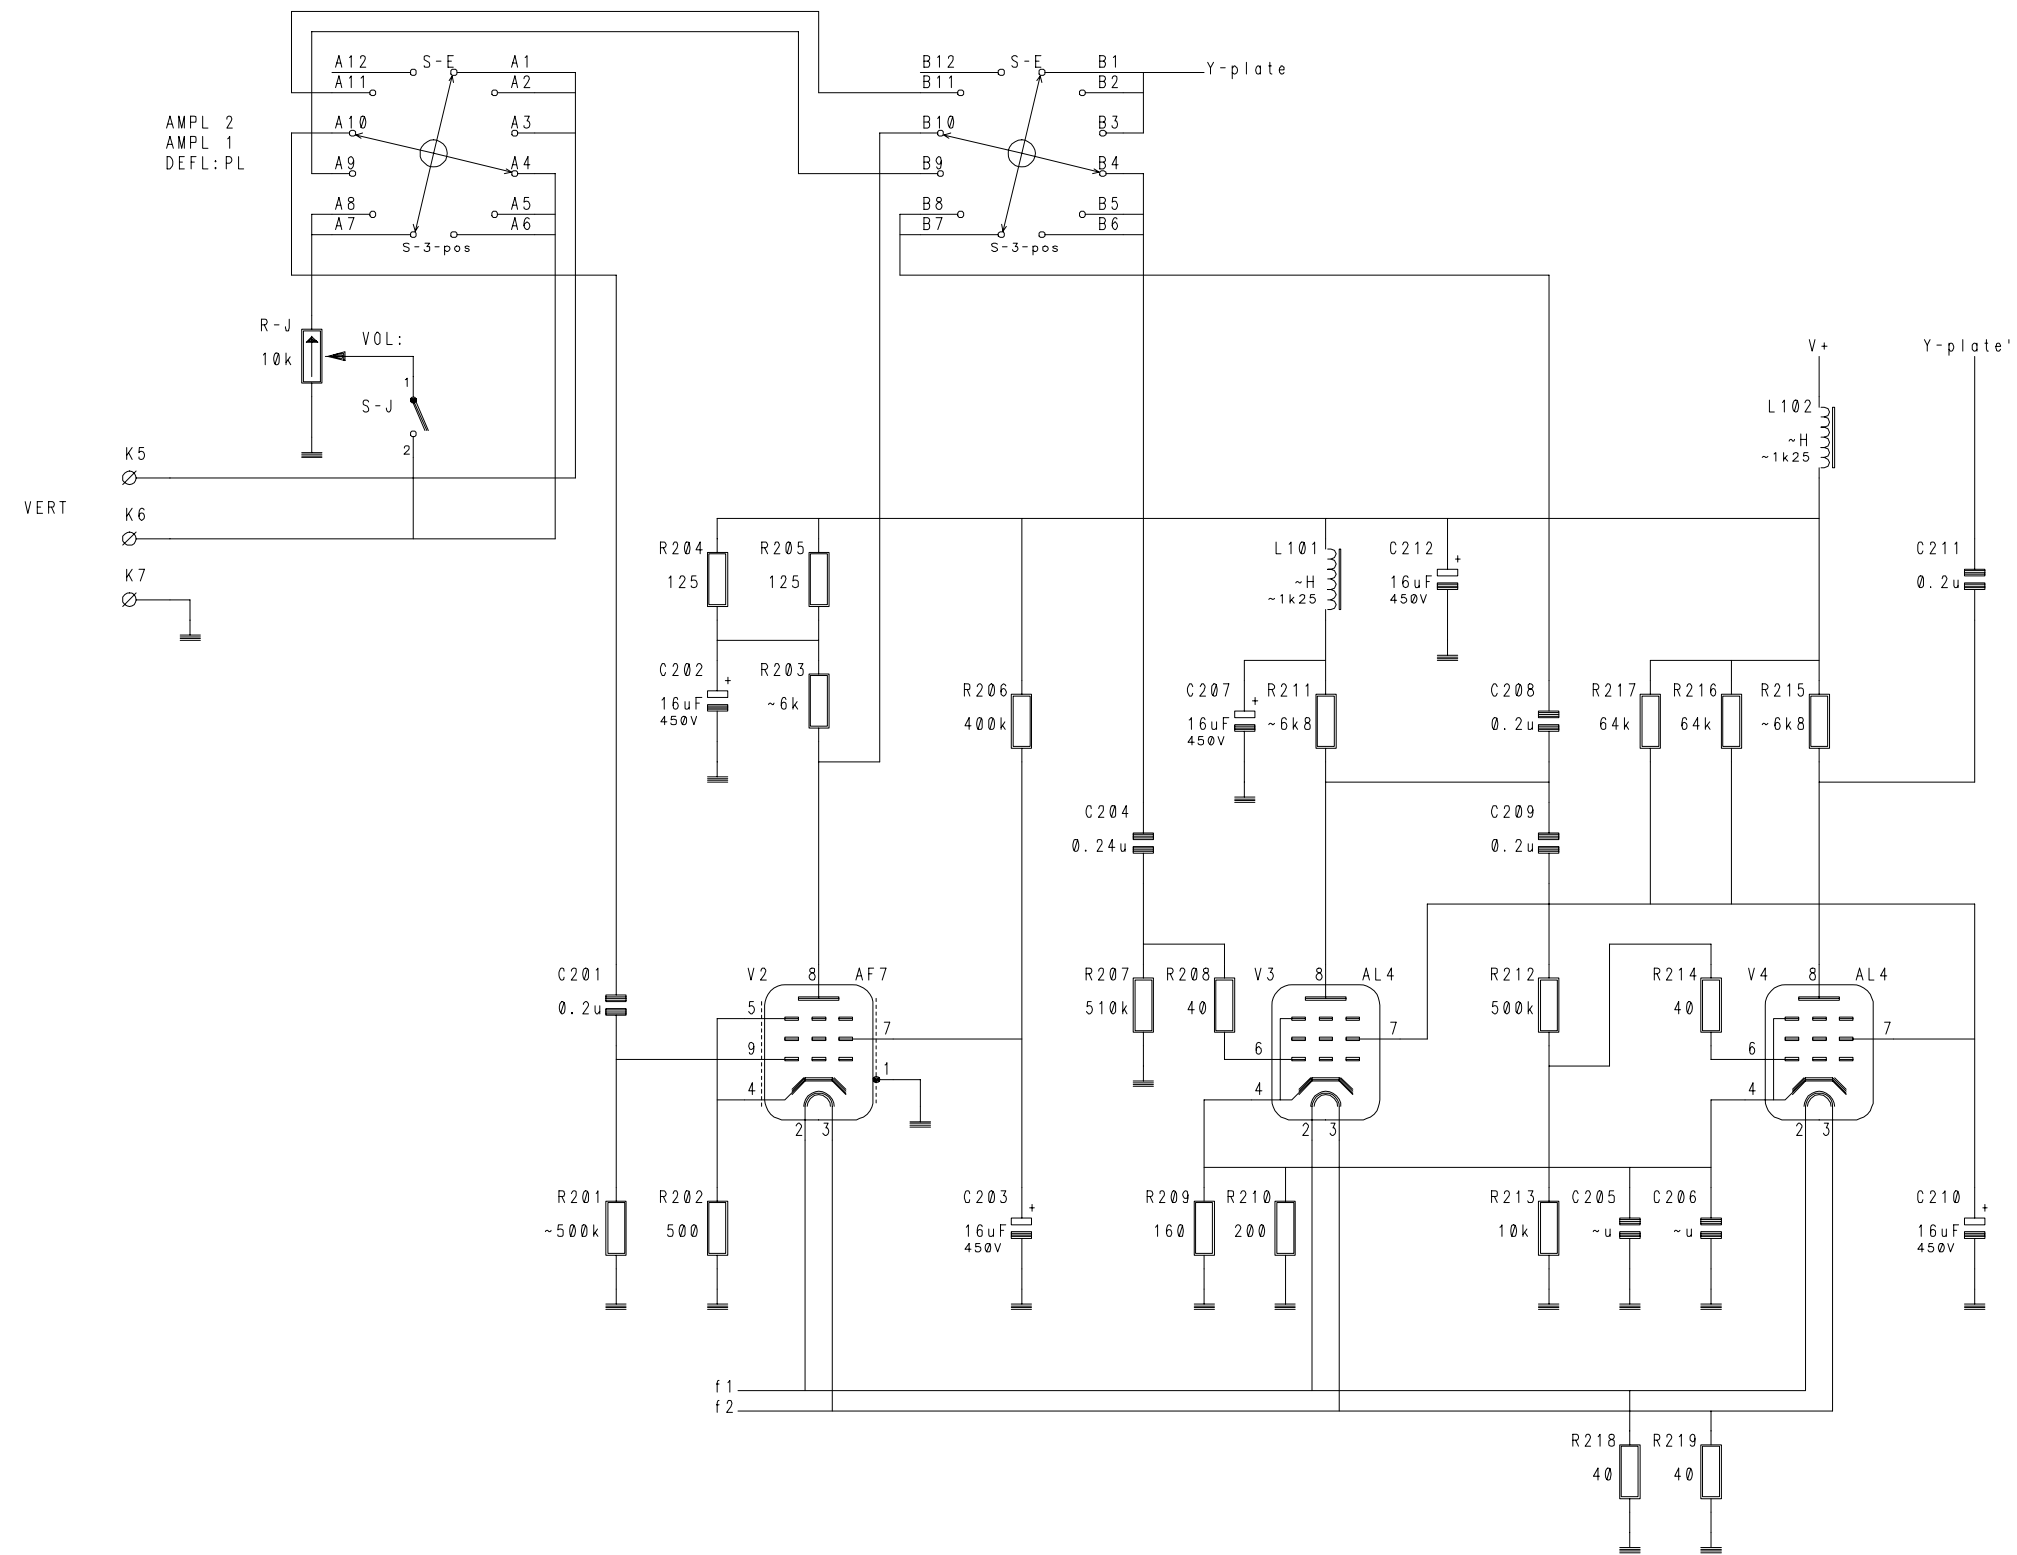 A12 S-E A1
A11 A2
A10 A3
A9 A4
A8 A5
A7 A6
S-3-pos
B12 S-E B1 Y-plate
B11 B2
B10 B3
B9 B4
B8 B5
B7 B6
S-3-pos
AMPL 2
AMPL 1
DEFL:PL
R-J
10k
VOL:
1
S-J
2
K5
VERT
K6
K7
V+
Y-plate'
L102
~H
~1k25
R204
125
R205
125
L101
~H
~1k25
C212
+
16uF
450V
C211
0.2u
C202
+
16uF
450V
R203
~6k
R206
400k
C207
+
16uF
450V
R211
~6k8
C208
0.2u
R217
64k
R216
64k
R215
~6k8
C204
0.24u
C209
0.2u
C201
0.2u
V2 8 AF7
5
7
9
1
4
2 3
R207
510k
R208
40
V3 8 AL4
7
6
4
2 3
R212
500k
R214
40
V4 8 AL4
7
6
4
2 3
R201
~500k
R202
500
C203
+
16uF
450V
R209
160
R210
200
R213
10k
C205
~u
C206
~u
C210
+
16uF
450V
f1
f2
R218
40
R219
40